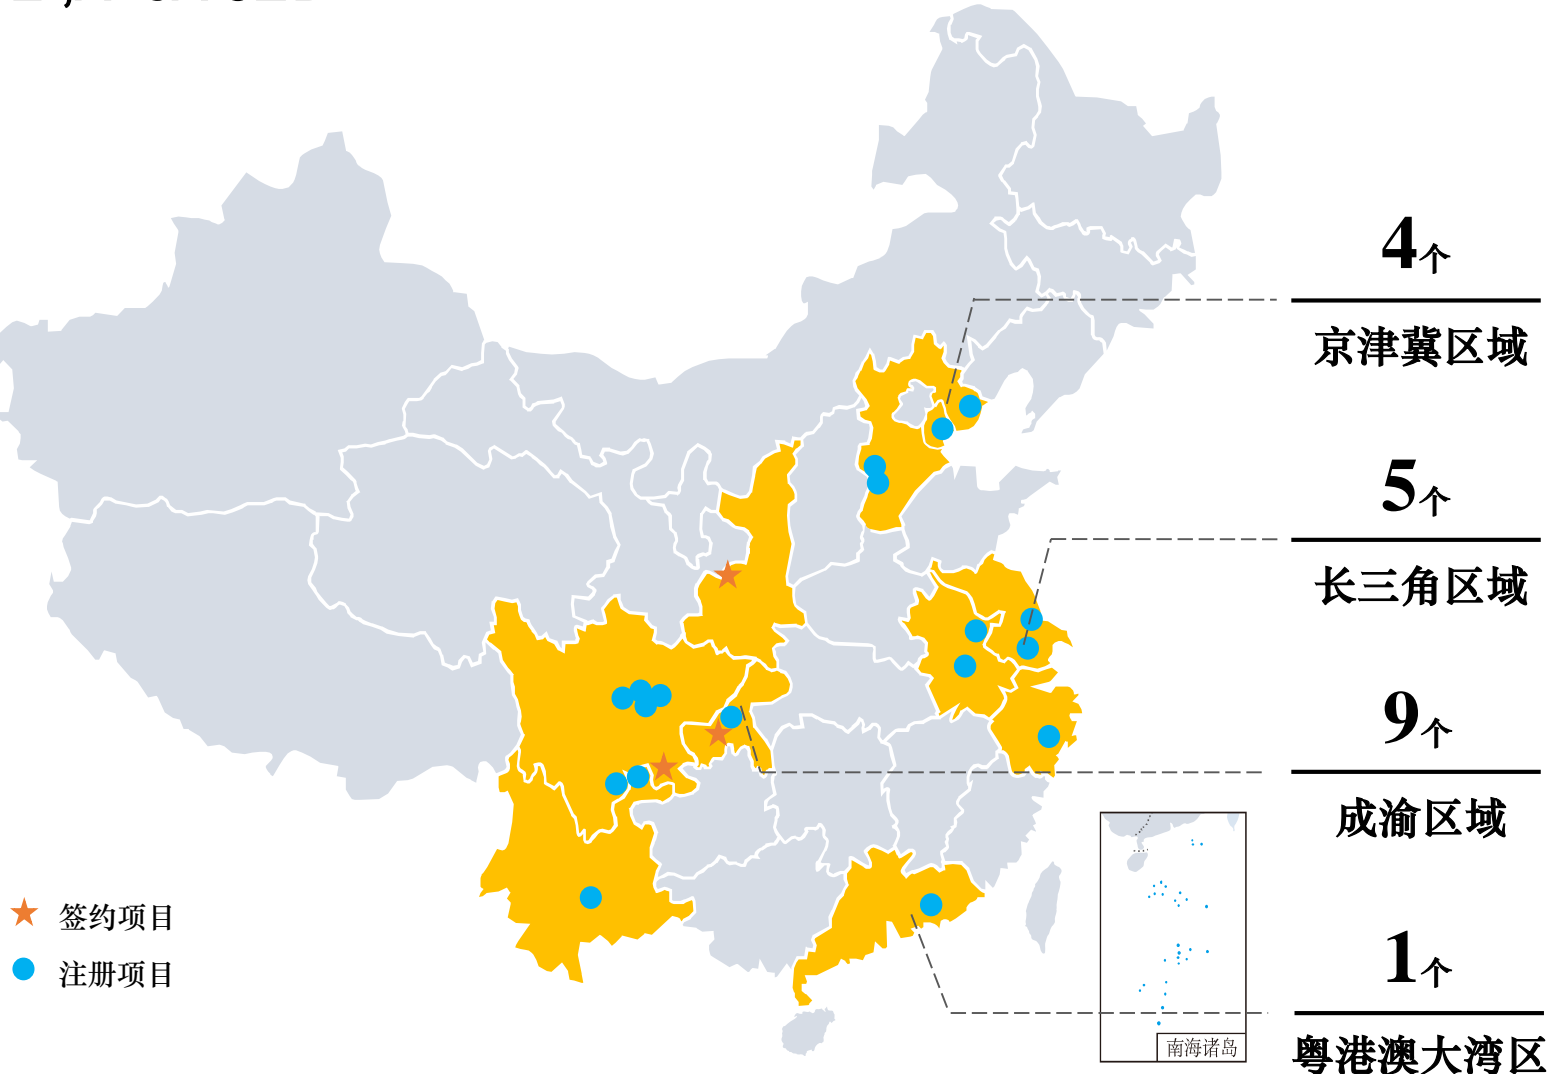 4个
京津冀区域
5个
长三角区域
9个
成渝区域
1个
粤港澳大湾区
签约项目
注册项目
南海诸岛